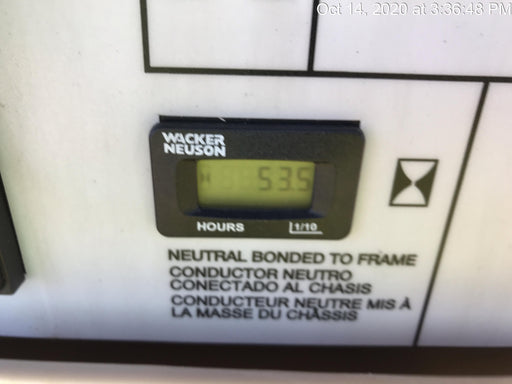 Oct 14, 2020 at 3:36:48 PM
WACKER
NEUSON
H 53.5
HOURS 1/10
NEUTRAL BONDED TO FRAME
CONDUCTOR NEUTRO
CONECTADO AL CHASIS
CONDUCTEUR NEUTRE MIS À
LA MASSE DU CHÂSSIS